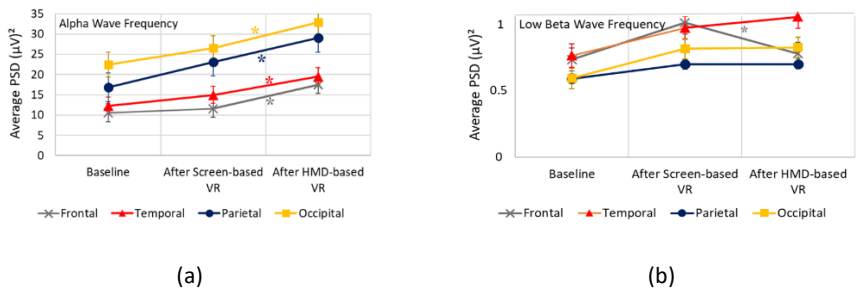 Alpha Wave Frequency
Average PSD (µV)²
35
30
25
20
15
10
5
0
*
*
*
*
Baseline
After Screen-based VR
After HMD-based VR
Frontal Temporal Parietal Occipital
(a)
Low Beta Wave Frequency
Average PSD (µV)²
1
0.5
0
*
Baseline
After Screen-based VR
After HMD-based VR
Frontal Temporal Parietal Occipital
(b)